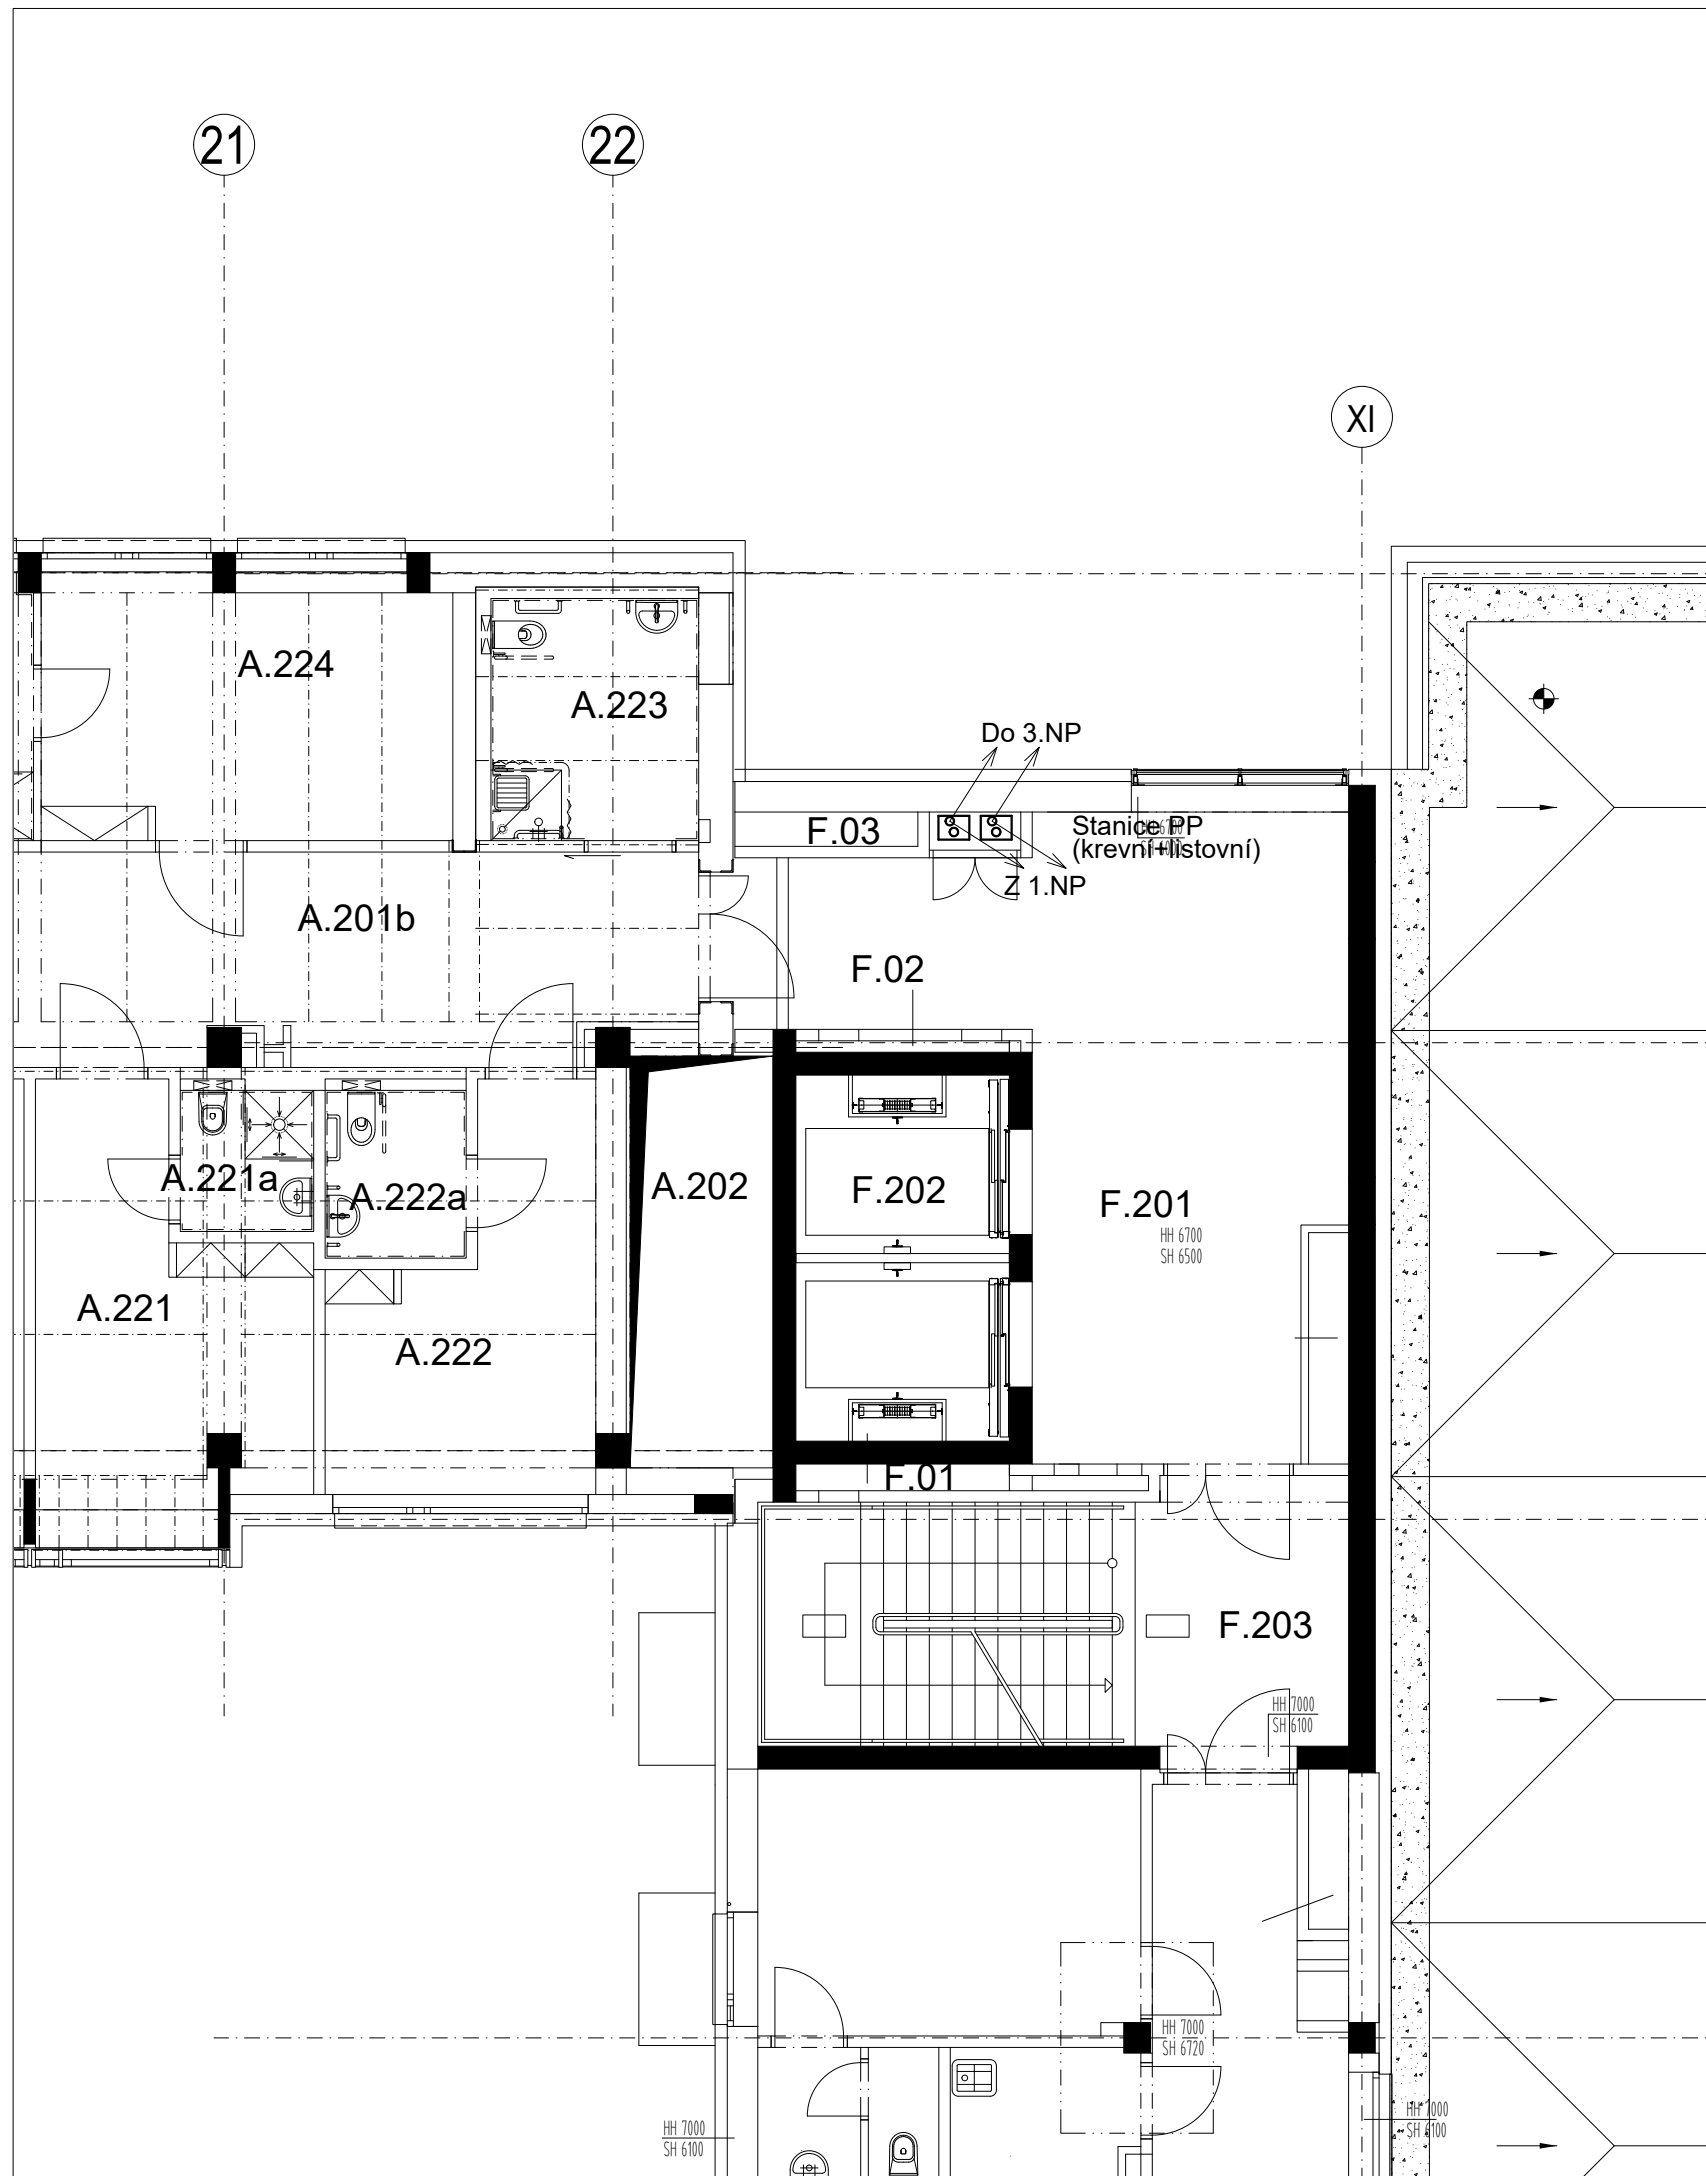 21
22
XI
A.224
A.223
Do 3.NP
F.03
Stanice PP
(krevní+listovní)
Z 1.NP
A.201b
F.02
A.221a
A.222a
A.202
F.202
F.201
HH 6700
SH 6500
A.221
A.222
F.01
F.203
HH 7000
SH 6100
HH 7000
SH 6720
HH 7000
SH 6100
HH 7000
SH 6100